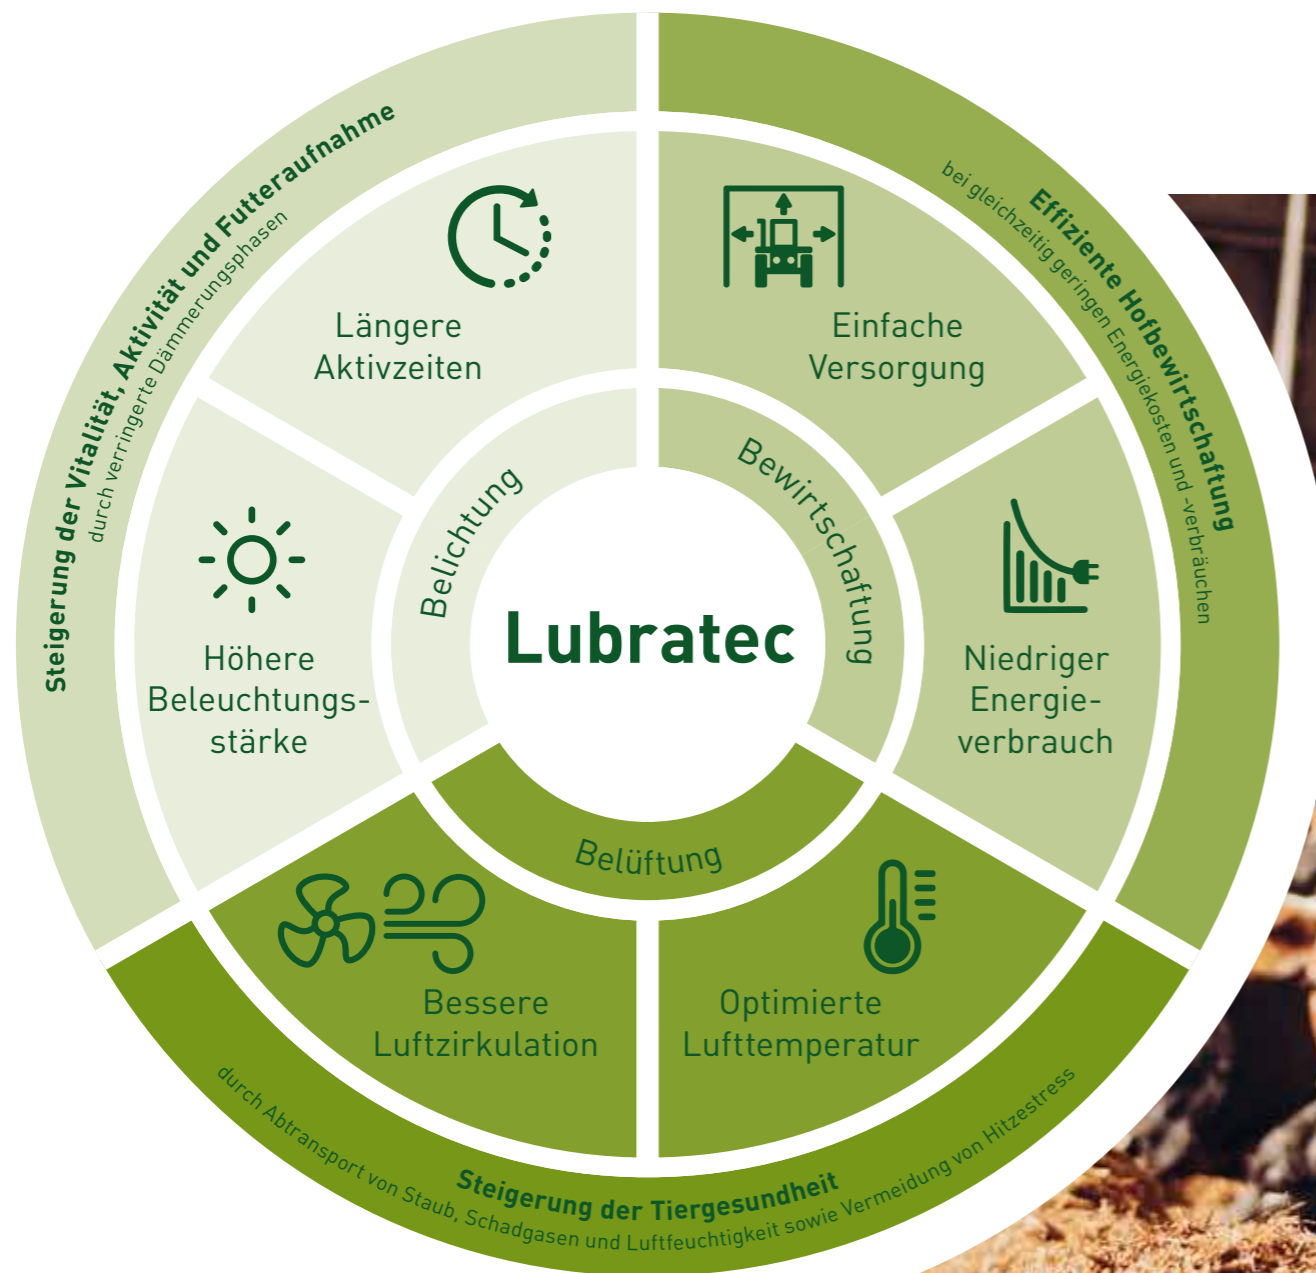 Steigerung der Vitalität, Aktivität und Futteraufnahme
durch verringerte Dämmerungsphasen
Effiziente Hofbewirtschaftung
bei gleichzeitig geringen Energiekosten und -verbräuchen
Längere
Aktivzeiten
Einfache
Versorgung
Belichtung
Bewirtschaftung
Lubratec
Höhere
Beleuchtungs-
stärke
Niedriger
Energie-
verbrauch
Belüftung
Bessere
Luftzirkulation
Optimierte
Lufttemperatur
Steigerung der Tiergesundheit
durch Abtransport von Staub, Schadgasen und Luftfeuchtigkeit sowie Vermeidung von Hitzestress